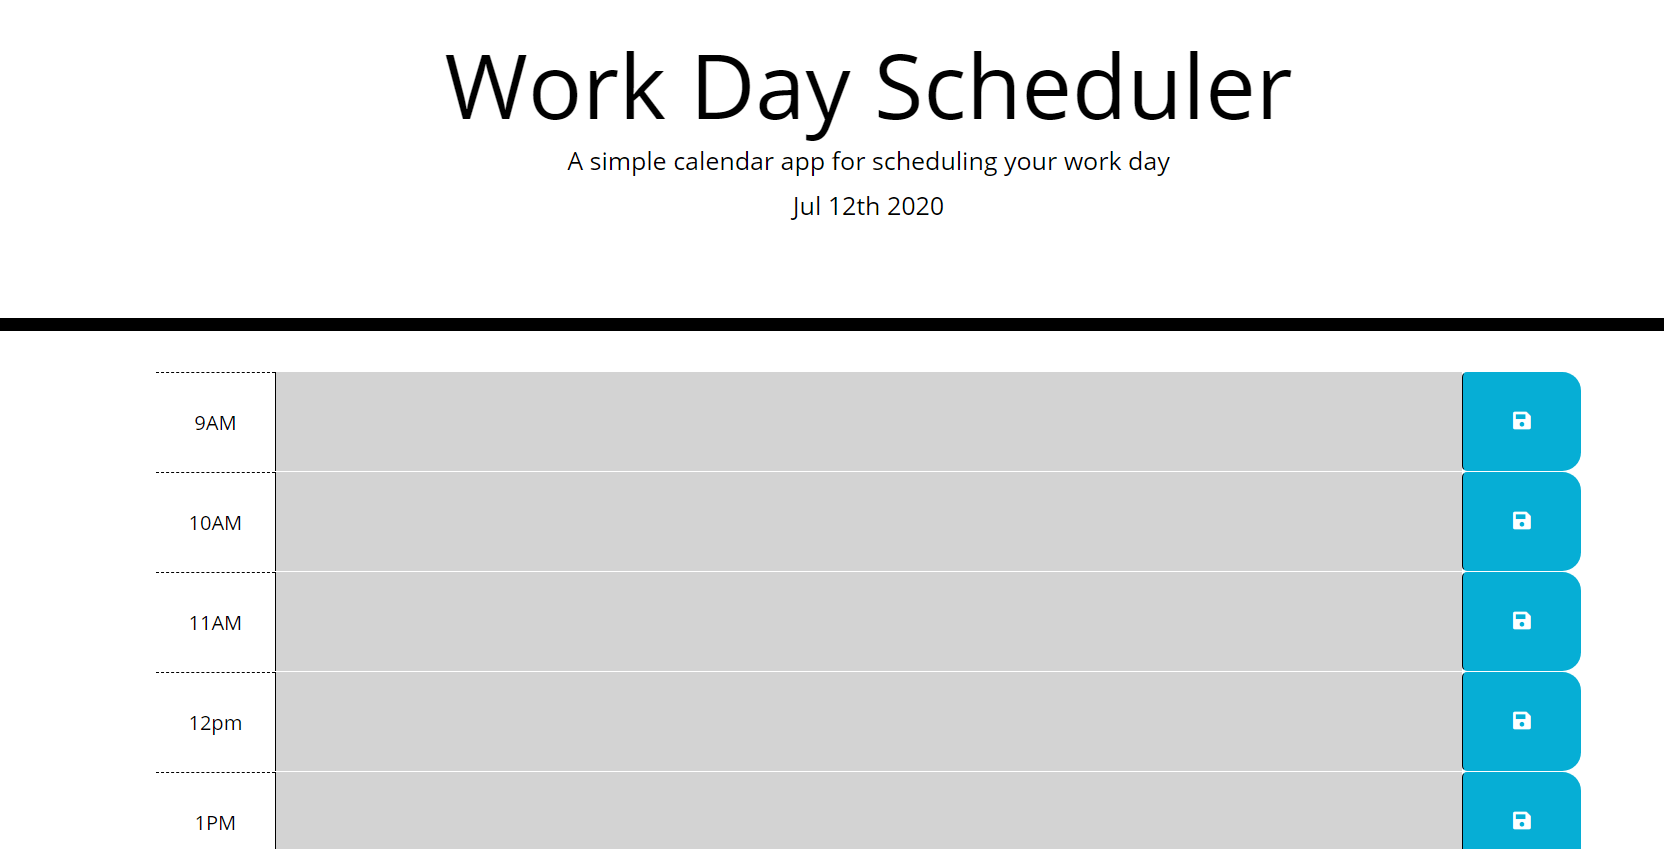 Work Day Scheduler
A simple calendar app for scheduling your work day
Jul 12th 2020
9AM
10AM
11AM
12pm
1PM